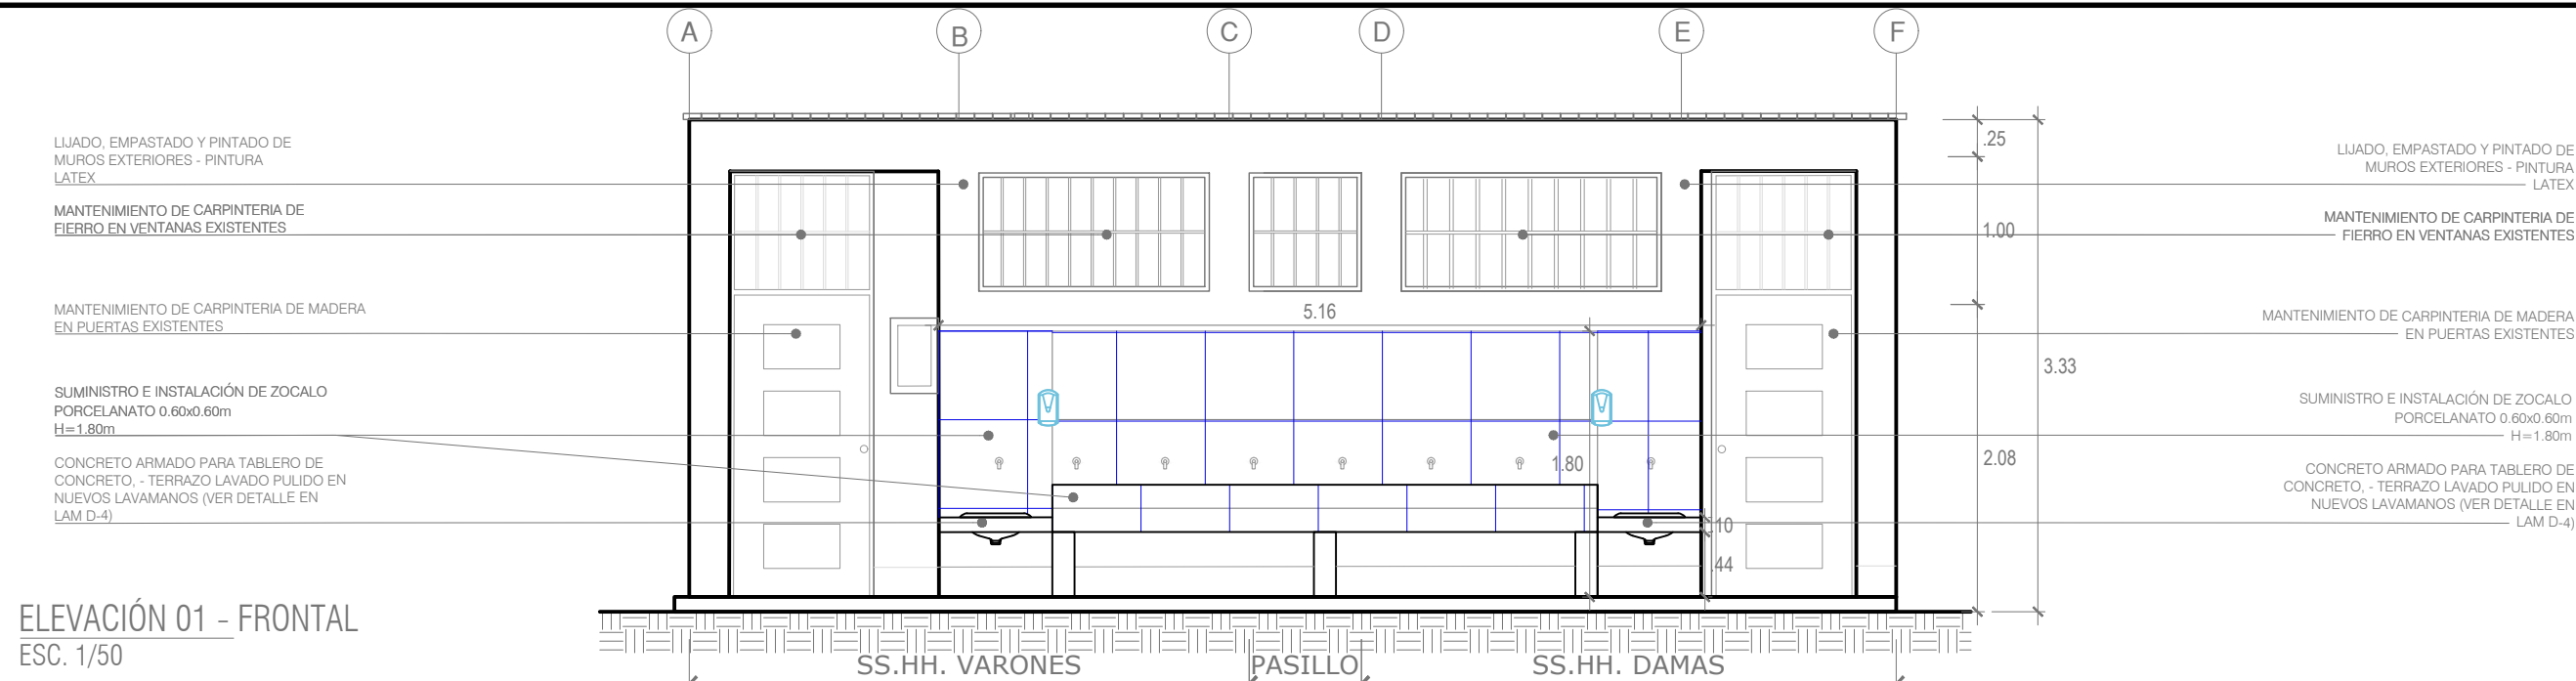 A B C D E F
LIJADO, EMPASTADO Y PINTADO DE
MUROS EXTERIORES - PINTURA
LATEX
MANTENIMIENTO DE CARPINTERIA DE
FIERRO EN VENTANAS EXISTENTES
MANTENIMIENTO DE CARPINTERIA DE MADERA
EN PUERTAS EXISTENTES
SUMINISTRO E INSTALACIÓN DE ZOCALO
PORCELANATO 0.60x0.60m
H=1.80m
CONCRETO ARMADO PARA TABLERO DE
CONCRETO, - TERRAZO LAVADO PULIDO EN
NUEVOS LAVAMANOS (VER DETALLE EN
LAM D-4)
5.16
1.80
.10
.44
.25
1.00
2.08
3.33
LIJADO, EMPASTADO Y PINTADO DE
MUROS EXTERIORES - PINTURA
LATEX
MANTENIMIENTO DE CARPINTERIA DE
FIERRO EN VENTANAS EXISTENTES
MANTENIMIENTO DE CARPINTERIA DE MADERA
EN PUERTAS EXISTENTES
SUMINISTRO E INSTALACIÓN DE ZOCALO
PORCELANATO 0.60x0.60m
H=1.80m
CONCRETO ARMADO PARA TABLERO DE
CONCRETO, - TERRAZO LAVADO PULIDO EN
NUEVOS LAVAMANOS (VER DETALLE EN
LAM D-4)
ELEVACIÓN 01 - FRONTAL
ESC. 1/50
SS.HH. VARONES PASILLO SS.HH. DAMAS